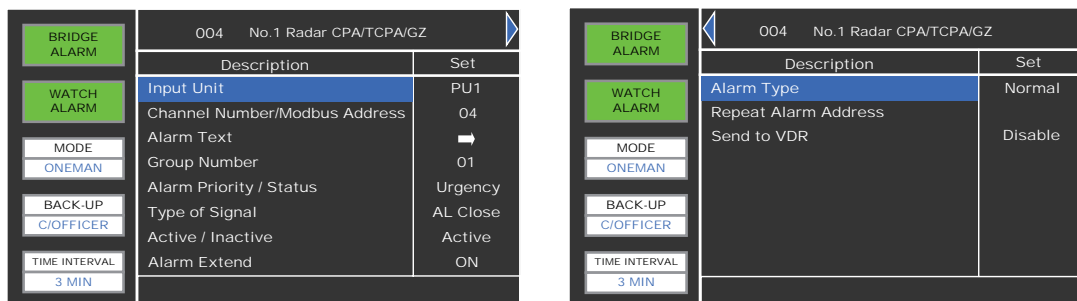 BRIDGE
ALARM
WATCH
ALARM
MODE
ONEMAN
BACK-UP
C/OFFICER
TIME INTERVAL
3 MIN
004 No.1 Radar CPA/TCPA/GZ
Description Set
Input Unit PU1
Channel Number/Modbus Address 04
Alarm Text
Group Number 01
Alarm Priority / Status Urgency
Type of Signal AL Close
Active / Inactive Active
Alarm Extend ON
BRIDGE
ALARM
WATCH
ALARM
MODE
ONEMAN
BACK-UP
C/OFFICER
TIME INTERVAL
3 MIN
004 No.1 Radar CPA/TCPA/GZ
Description Set
Alarm Type Normal
Repeat Alarm Address
Send to VDR Disable